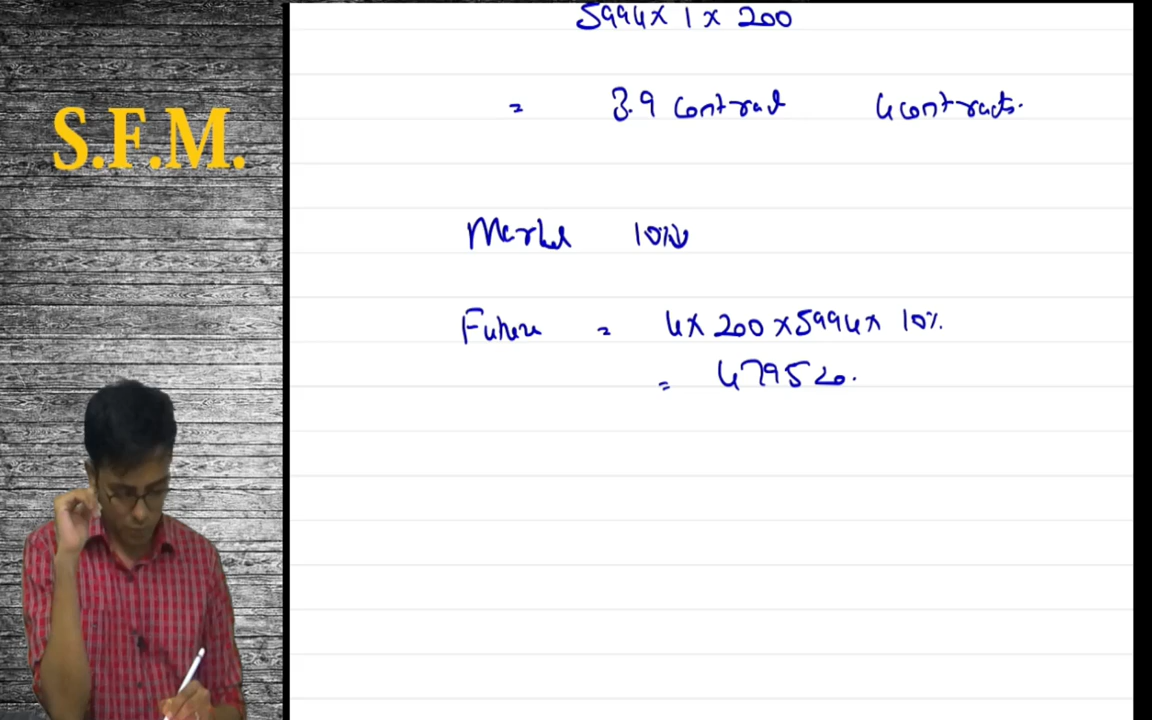 5994 x 1 x 200
S.F.M.
= 3.9 contract 4 contracts.
Market 10% ↓
Future = 4 x 200 x 5994 x 10%
= 479520.